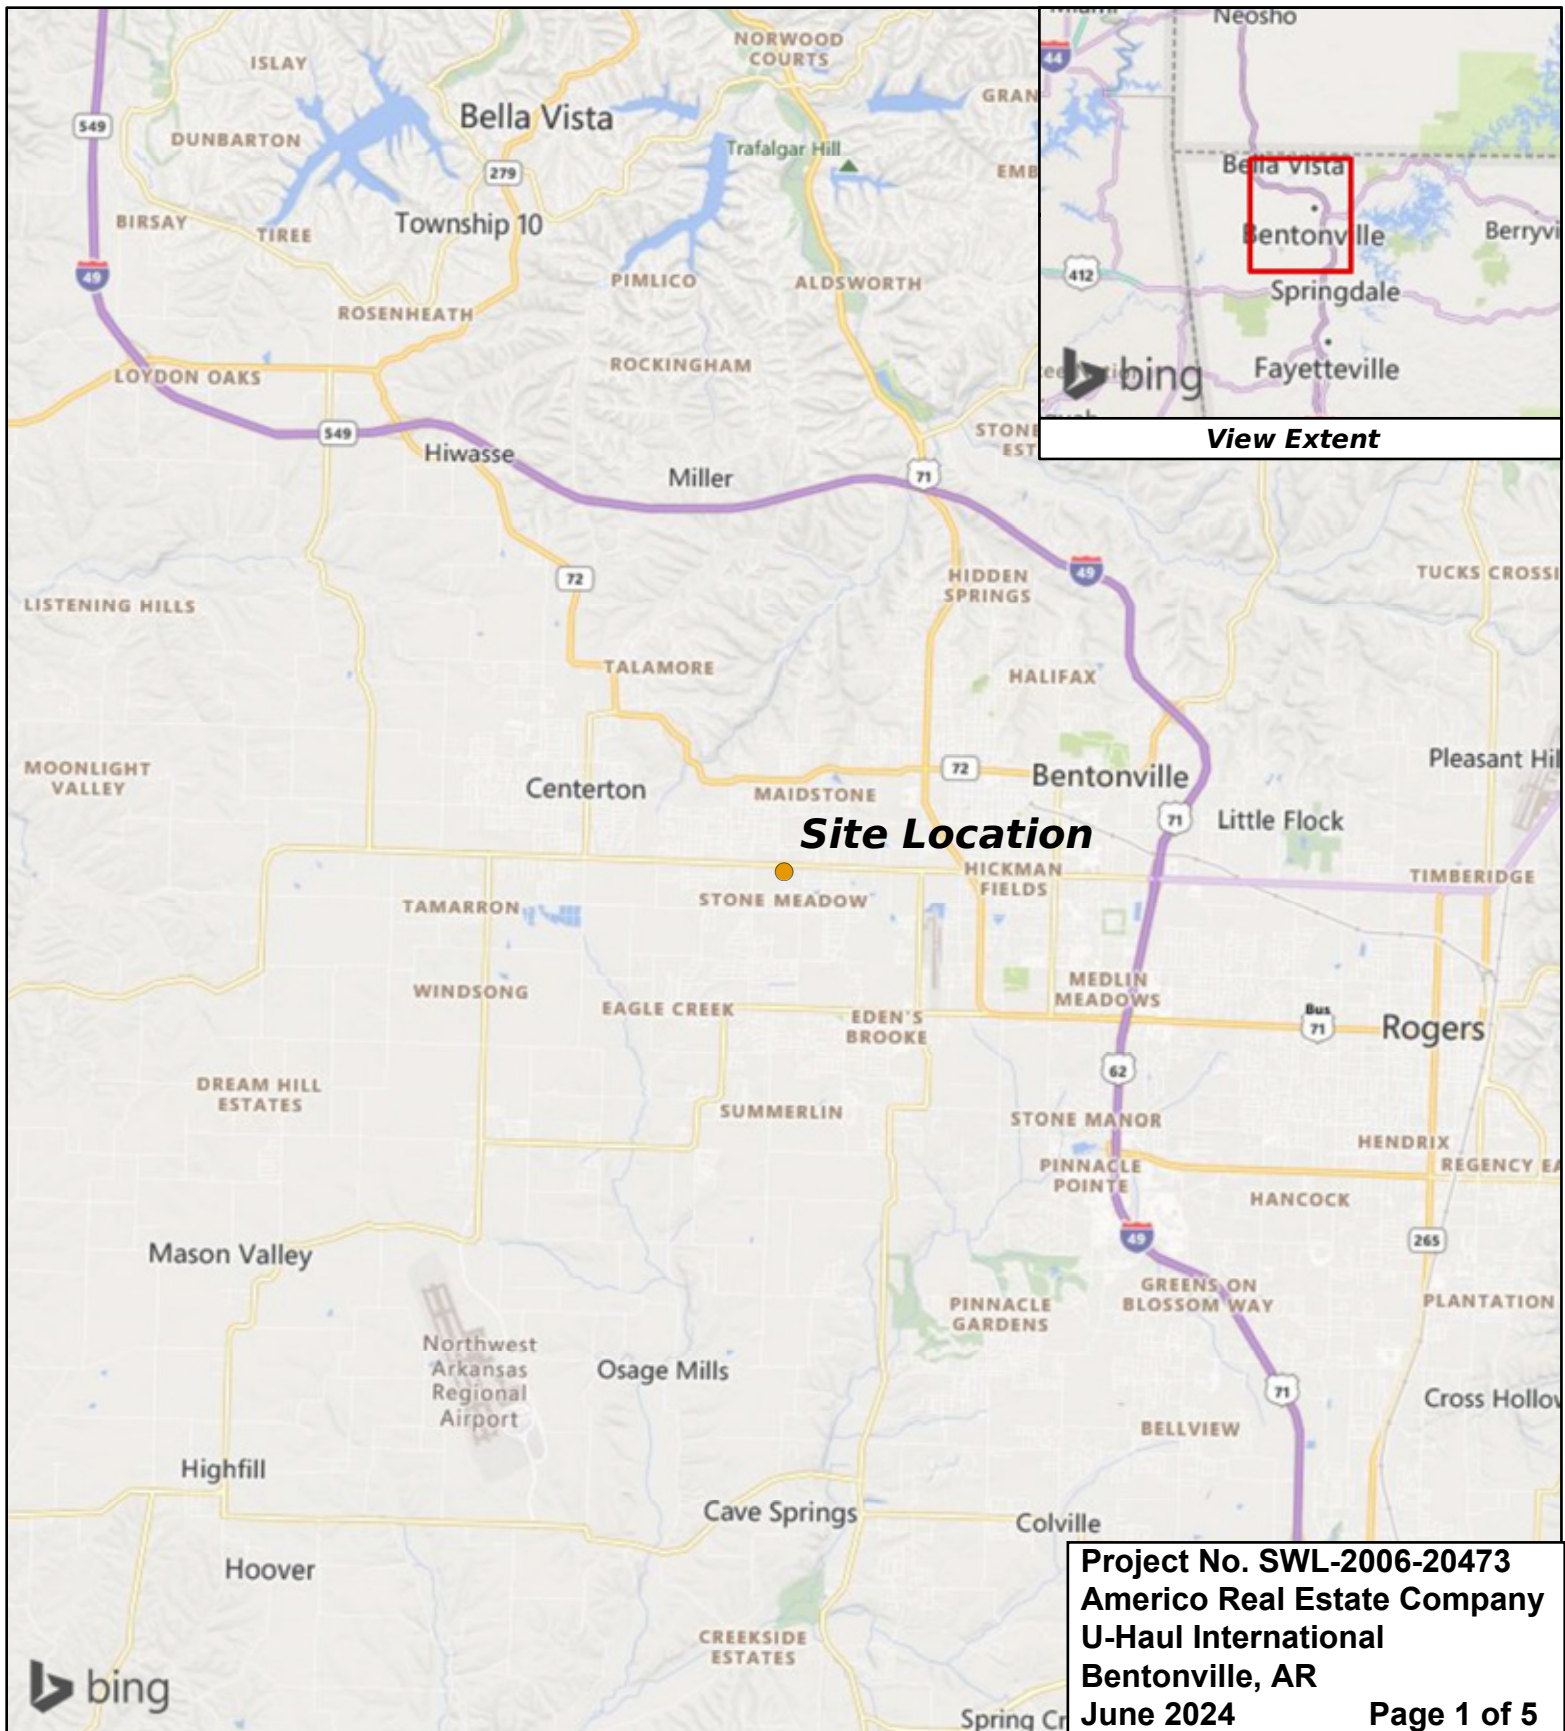 NORWOOD
COURTS
ISLAY
549
Bella Vista
GRAN
DUNBARTON
Trafalgar Hill
279
EMB
BIRSAY
TIREE
Township 10
49
PIMLICO
ALDSWORTH
ROSENHEATH
LOYDON OAKS
ROCKINGHAM
549
Hiwasse
STONE
EST
Miller
71
72
HIDDEN
SPRINGS
49
TUCKS CROSSI
LISTENING HILLS
TALAMORE
HALIFAX
MOONLIGHT
VALLEY
Centerton
MAIDSTONE
72
Bentonville
Pleasant Hil
71
Little Flock
Site Location
HICKMAN
FIELDS
TIMBERIDGE
TAMARRON
STONE MEADOW
WINDSONG
EAGLE CREEK
EDEN'S
BROOKE
MEDLIN
MEADOWS
Bus
71
Rogers
62
DREAM HILL
ESTATES
SUMMERLIN
STONE MANOR
HENDRIX
PINNACLE
POINTE
REGENCY EA
HANCOCK
49
265
Mason Valley
GREENS ON
BLOSSOM WAY
PINNACLE
GARDENS
PLANTATION
Northwest
Arkansas
Regional
Airport
Osage Mills
71
Cross Hollow
BELLVIEW
Highfill
Cave Springs
Colville
Hoover
CREEKSIDE
ESTATES
Spring Cr
bing
Neosho
44
Bella Vista
Bentonville
Berryvi
412
Springdale
Fayetteville
bing
View Extent
Project No. SWL-2006-20473
Americo Real Estate Company
U-Haul International
Bentonville, AR
June 2024 Page 1 of 5